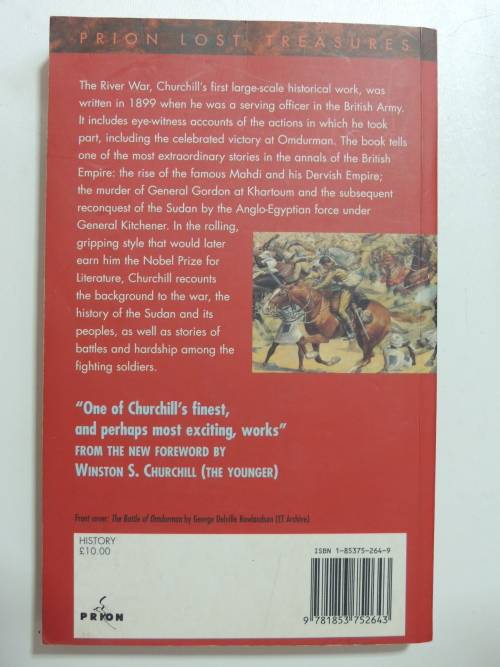 PRION LOST TREASURES
The River War, Churchill's first large-scale historical work, was
written in 1899 when he was a serving officer in the British Army.
It includes eye-witness accounts of the actions in which he took
part, including the celebrated victory at Omdurman. The book tells
one of the most extraordinary stories in the annals of the British
Empire: the rise of the famous Mahdi and his Dervish Empire;
the murder of General Gordon at Khartoum and the subsequent
reconquest of the Sudan by the Anglo-Egyptian force under
General Kitchener. In the rolling,
gripping style that would later
earn him the Nobel Prize for
Literature, Churchill recounts
the background to the war, the
history of the Sudan and its
peoples, as well as stories of
battles and hardship among the
fighting soldiers.
"One of Churchill's finest,
and perhaps most exciting, works"
FROM THE NEW FOREWORD BY
WINSTON S. CHURCHILL (THE YOUNGER)
Front cover: The Battle of Omdurman by George Delville Rowlandson (ET Archive)
HISTORY
£10.00
PRION
ISBN 1-85375-264-9
9 781853 752643